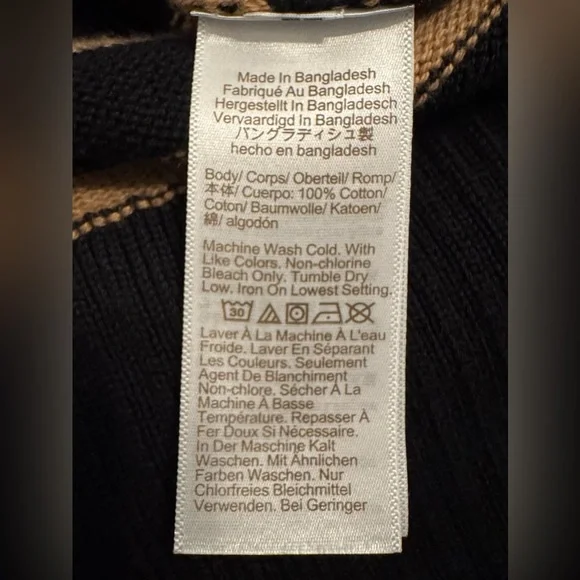 Made In Bangladesh
Fabriqué Au Bangladesh
Hergestellt In Bangladesch
Vervaardigd In Bangladesh
バングラディシュ製
hecho en bangladesh
Body/ Corps/ Oberteil/ Romp/
本体/ Cuerpo: 100% Cotton/
Coton/ Baumwolle/ Katoen/
綿/ algodón
Machine Wash Cold. With
Like Colors. Non-chlorine
Bleach Only. Tumble Dry
Low. Iron On Lowest Setting.
30
Laver À La Machine À L'eau
Froide. Laver En Séparant
Les Couleurs. Seulement
Agent De Blanchiment
Non-chlore. Sécher À La
Machine À Basse
Température. Repasser À
Fer Doux Si Nécessaire.
In Der Maschine Kalt
Waschen. Mit Ähnlichen
Farben Waschen. Nur
Chlorfreies Bleichmittel
Verwenden. Bei Geringer